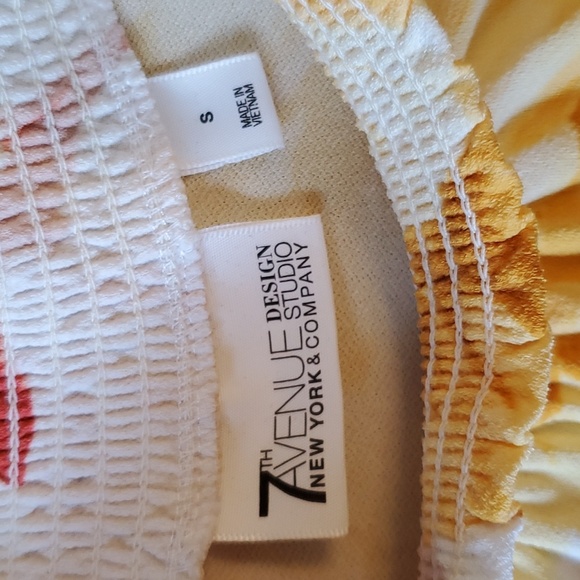 S
MADE IN
VIETNAM
7TH
AVENUE
DESIGN
STUDIO
NEW YORK & COMPANY